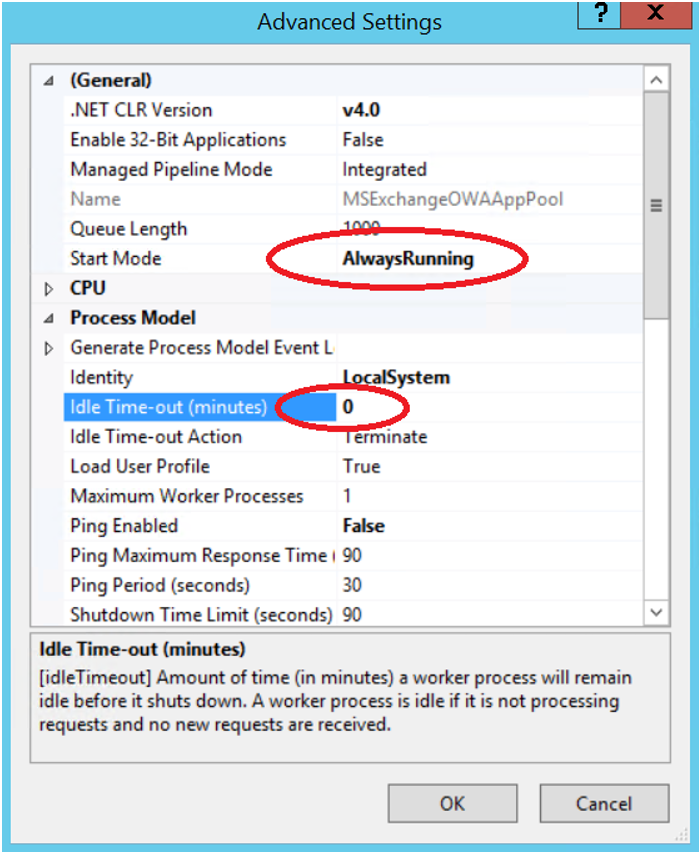 Advanced Settings
?
X
(General)
.NET CLR Version v4.0
Enable 32-Bit Applications False
Managed Pipeline Mode Integrated
Name MSExchangeOWAAppPool
Queue Length 1000
Start Mode AlwaysRunning
CPU
Process Model
Generate Process Model Event L
Identity LocalSystem
Idle Time-out (minutes) 0
Idle Time-out Action Terminate
Load User Profile True
Maximum Worker Processes 1
Ping Enabled False
Ping Maximum Response Time ( 90
Ping Period (seconds) 30
Shutdown Time Limit (seconds) 90
Idle Time-out (minutes)
[idleTimeout] Amount of time (in minutes) a worker process will remain
idle before it shuts down. A worker process is idle if it is not processing
requests and no new requests are received.
OK
Cancel